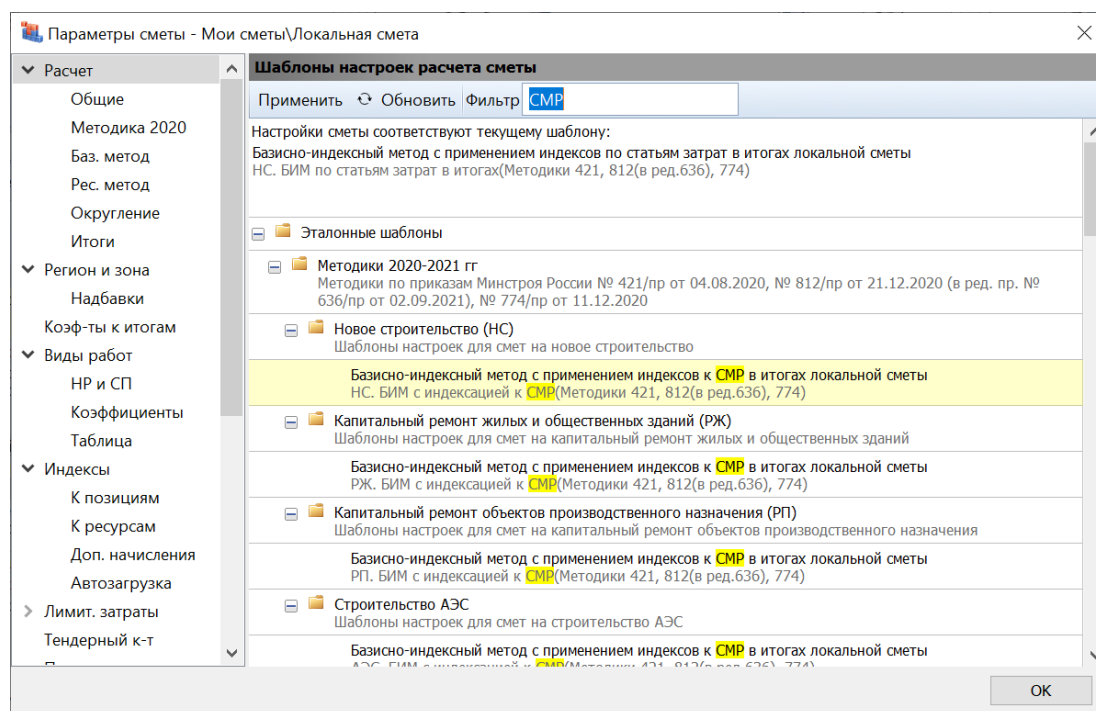 Параметры сметы - Мои сметы\Локальная смета
Расчет
Общие
Методика 2020
Баз. метод
Рес. метод
Округление
Итоги
Регион и зона
Надбавки
Коэф-ты к итогам
Виды работ
НР и СП
Коэффициенты
Таблица
Индексы
К позициям
К ресурсам
Доп. начисления
Автозагрузка
Лимит. затраты
Тендерный к-т
Шаблоны настроек расчета сметы
Применить Обновить Фильтр СМР
Настройки сметы соответствуют текущему шаблону:
Базисно-индексный метод с применением индексов по статьям затрат в итогах локальной сметы
НС. БИМ по статьям затрат в итогах(Методики 421, 812(в ред.636), 774)
Эталонные шаблоны
Методики 2020-2021 гг
Методики по приказам Минстроя России № 421/пр от 04.08.2020, № 812/пр от 21.12.2020 (в ред. пр. №
636/пр от 02.09.2021), № 774/пр от 11.12.2020
Новое строительство (НС)
Шаблоны настроек для смет на новое строительство
Базисно-индексный метод с применением индексов к СМР в итогах локальной сметы
НС. БИМ с индексацией к СМР(Методики 421, 812(в ред.636), 774)
Капитальный ремонт жилых и общественных зданий (РЖ)
Шаблоны настроек для смет на капитальный ремонт жилых и общественных зданий
Базисно-индексный метод с применением индексов к СМР в итогах локальной сметы
РЖ. БИМ с индексацией к СМР(Методики 421, 812(в ред.636), 774)
Капитальный ремонт объектов производственного назначения (РП)
Шаблоны настроек для смет на капитальный ремонт объектов производственного назначения
Базисно-индексный метод с применением индексов к СМР в итогах локальной сметы
РП. БИМ с индексацией к СМР(Методики 421, 812(в ред.636), 774)
Строительство АЭС
Шаблоны настроек для смет на строительство АЭС
Базисно-индексный метод с применением индексов к СМР в итогах локальной сметы
АЭС. БИМ с индексацией к СМР(Методики 421, 812(в ред.636), 774)
ОК